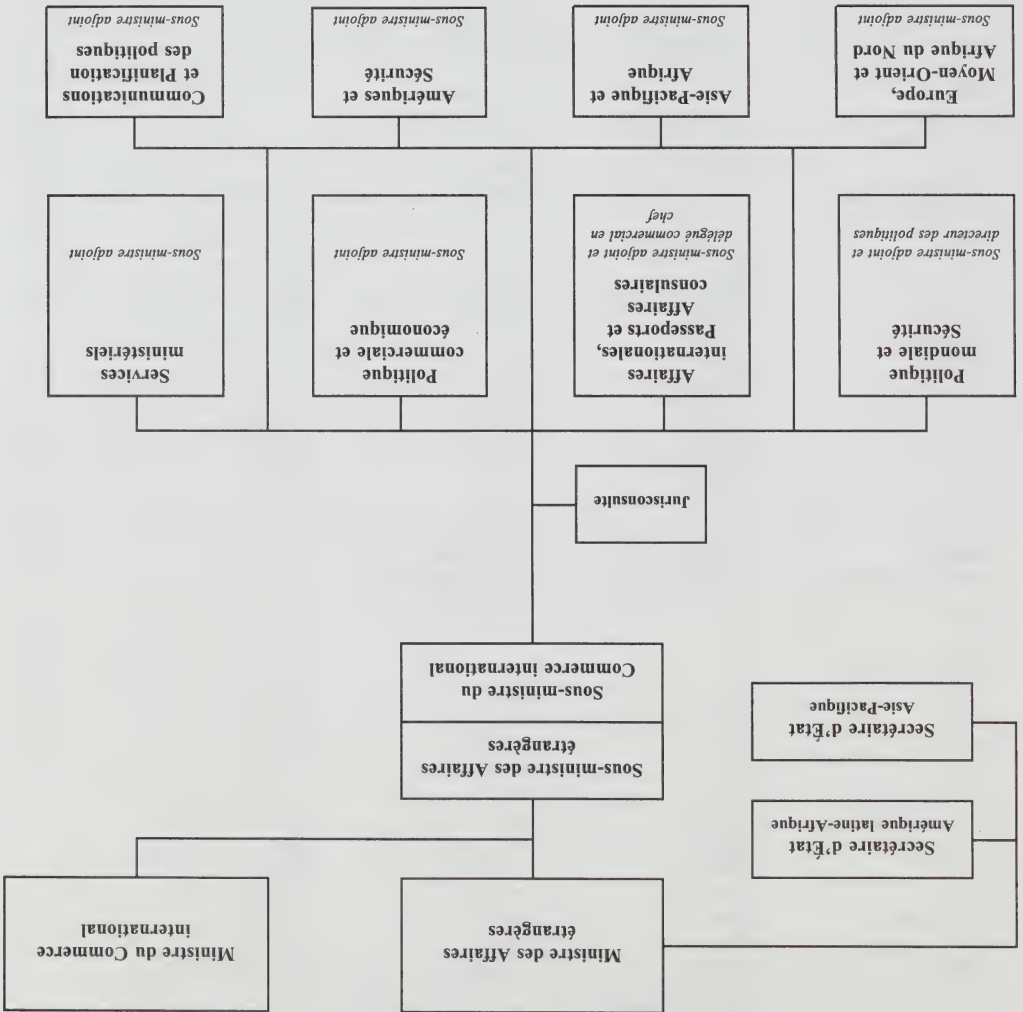 Ministre des Affaires
étrangères
Ministre du Commerce
international
Secrétaire d'État
Amérique latine-Afrique
Secrétaire d'État
Asie-Pacifique
Sous-ministre des Affaires
étrangères
Sous-ministre du
Commerce international
Jurisconsulte
Politique
mondiale et
Sécurité
Sous-ministre adjoint et
directeur des politiques
Affaires
internationales,
Passeports et
Affaires
consulaires
Sous-ministre adjoint et
délégué commercial en
chef
Politique
commerciale et
économique
Sous-ministre adjoint
Services
ministériels
Sous-ministre adjoint
Europe,
Moyen-Orient et
Afrique du Nord
Sous-ministre adjoint
Asie-Pacifique et
Afrique
Sous-ministre adjoint
Amériques et
Sécurité
Sous-ministre adjoint
Communications
et Planification
des politiques
Sous-ministre adjoint